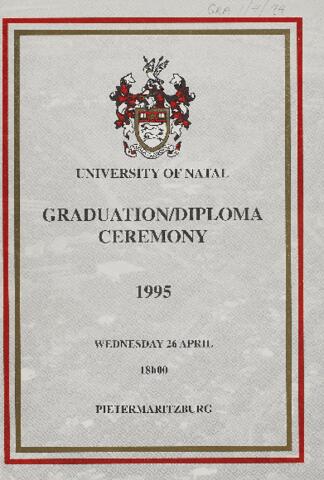 UNIVERSITY OF NATAL
GRADUATION/DIPLOMA
CEREMONY
1995
WEDNESDAY 26 APRIL
18h00
PIETERMARITZBURG